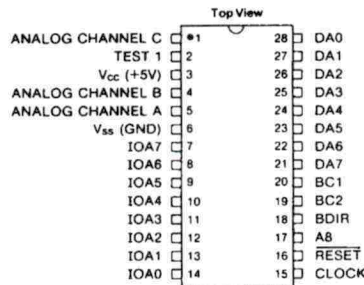 Top View
ANALOG CHANNEL C 1 28 DA0
TEST 1 2 27 DA1
Vcc (+5V) 3 26 DA2
ANALOG CHANNEL B 4 25 DA3
ANALOG CHANNEL A 5 24 DA4
Vss (GND) 6 23 DA5
IOA7 7 22 DA6
IOA6 8 21 DA7
IOA5 9 20 BC1
IOA4 10 19 BC2
IOA3 11 18 BDIR
IOA2 12 17 A8
IOA1 13 16 RESET
IOA0 14 15 CLOCK